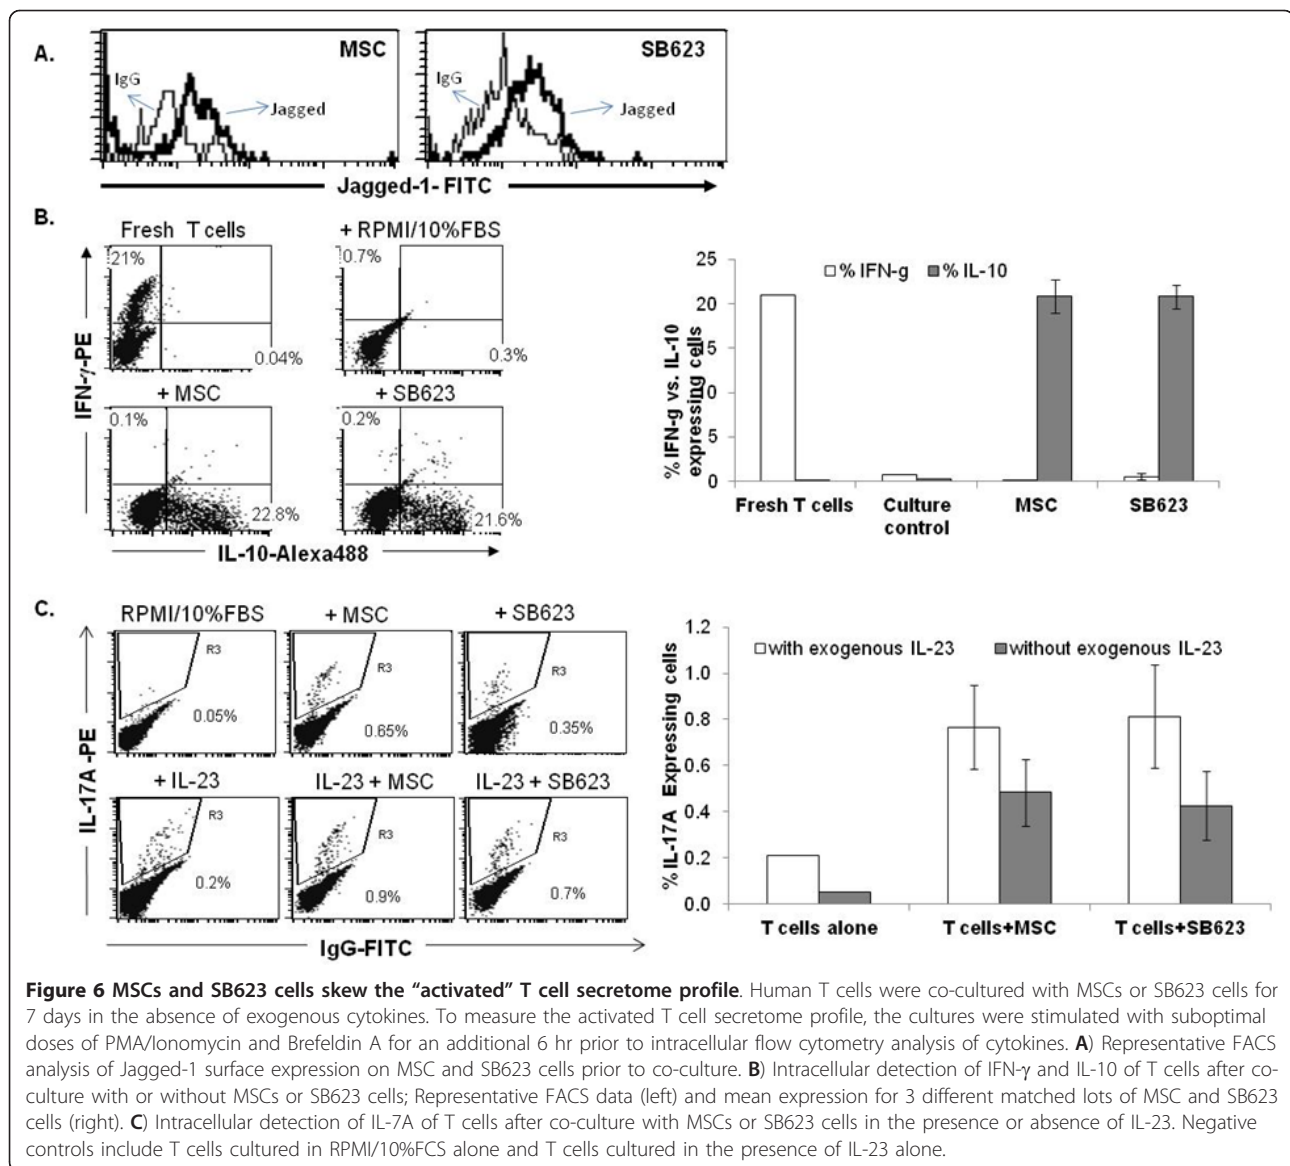 A.
MSC
SB623
IgG
Jagged
IgG
Jagged
Jagged-1- FITC
B.
Fresh T cells
+ RPMI/10%FBS
21%
0.04%
0.7%
0.3%
+ MSC
+ SB623
0.1%
22.8%
0.2%
21.6%
IFN-γ-PE
IL-10-Alexa488
% IFN-g vs. IL-10
expressing cells
25
20
15
10
5
0
% IFN-g
% IL-10
Fresh T cells
Culture
control
MSC
SB623
C.
RPMI/10%FBS
+ MSC
+ SB623
R3
0.05%
R3
0.65%
R3
0.35%
+ IL-23
IL-23 + MSC
IL-23 + SB623
R3
0.2%
R3
0.9%
R3
0.7%
IL-17A -PE
IgG-FITC
% IL-17A Expressing cells
1.2
1.0
0.8
0.6
0.4
0.2
0.0
with exogenous IL-23
without exogenous IL-23
T cells alone
T cells+MSC
T cells+SB623
Figure 6 MSCs and SB623 cells skew the “activated” T cell secretome profile. Human T cells were co-cultured with MSCs or SB623 cells for
7 days in the absence of exogenous cytokines. To measure the activated T cell secretome profile, the cultures were stimulated with suboptimal
doses of PMA/Ionomycin and Brefeldin A for an additional 6 hr prior to intracellular flow cytometry analysis of cytokines. A) Representative FACS
analysis of Jagged-1 surface expression on MSC and SB623 cells prior to co-culture. B) Intracellular detection of IFN-γ and IL-10 of T cells after co-
culture with or without MSCs or SB623 cells; Representative FACS data (left) and mean expression for 3 different matched lots of MSC and SB623
cells (right). C) Intracellular detection of IL-7A of T cells after co-culture with MSCs or SB623 cells in the presence or absence of IL-23. Negative
controls include T cells cultured in RPMI/10%FCS alone and T cells cultured in the presence of IL-23 alone.